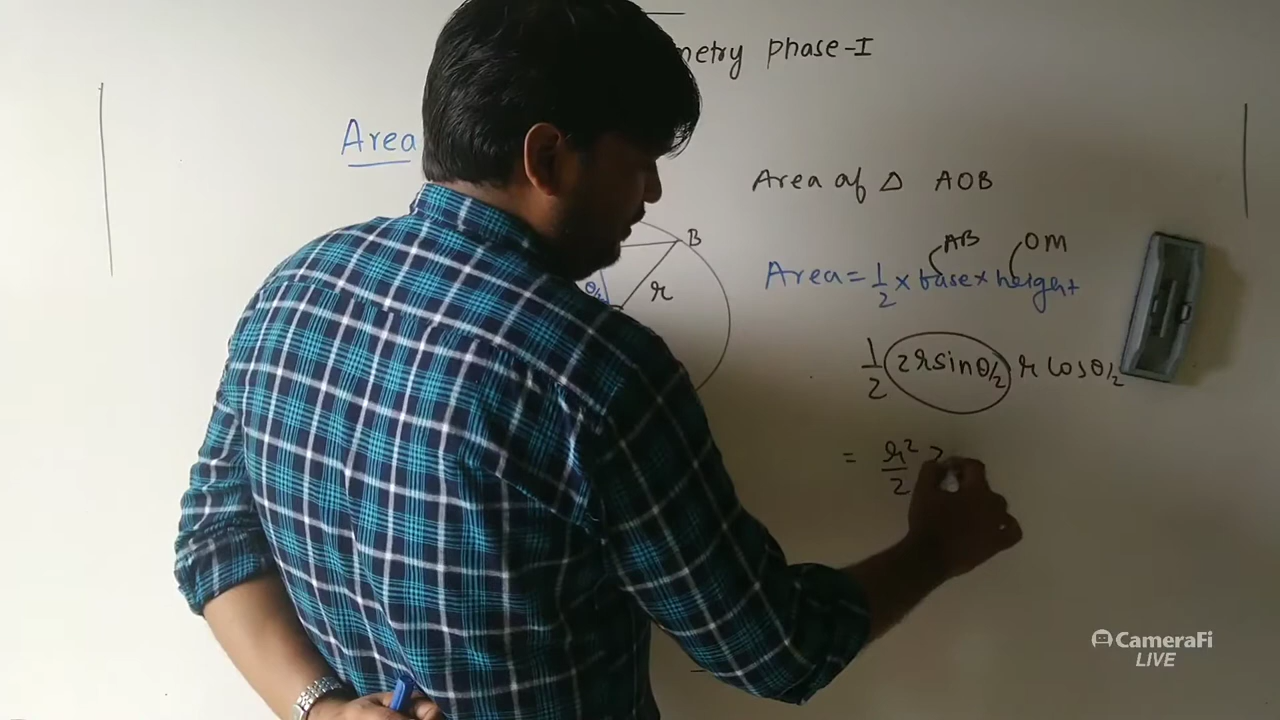 metry phase-I
Area
Area of △ AOB
B
AB OM
Area = 1/2 × base × height
θ/2
r
1/2 2r sinθ/2 r cosθ/2
= r²/2 2
CameraFi
LIVE